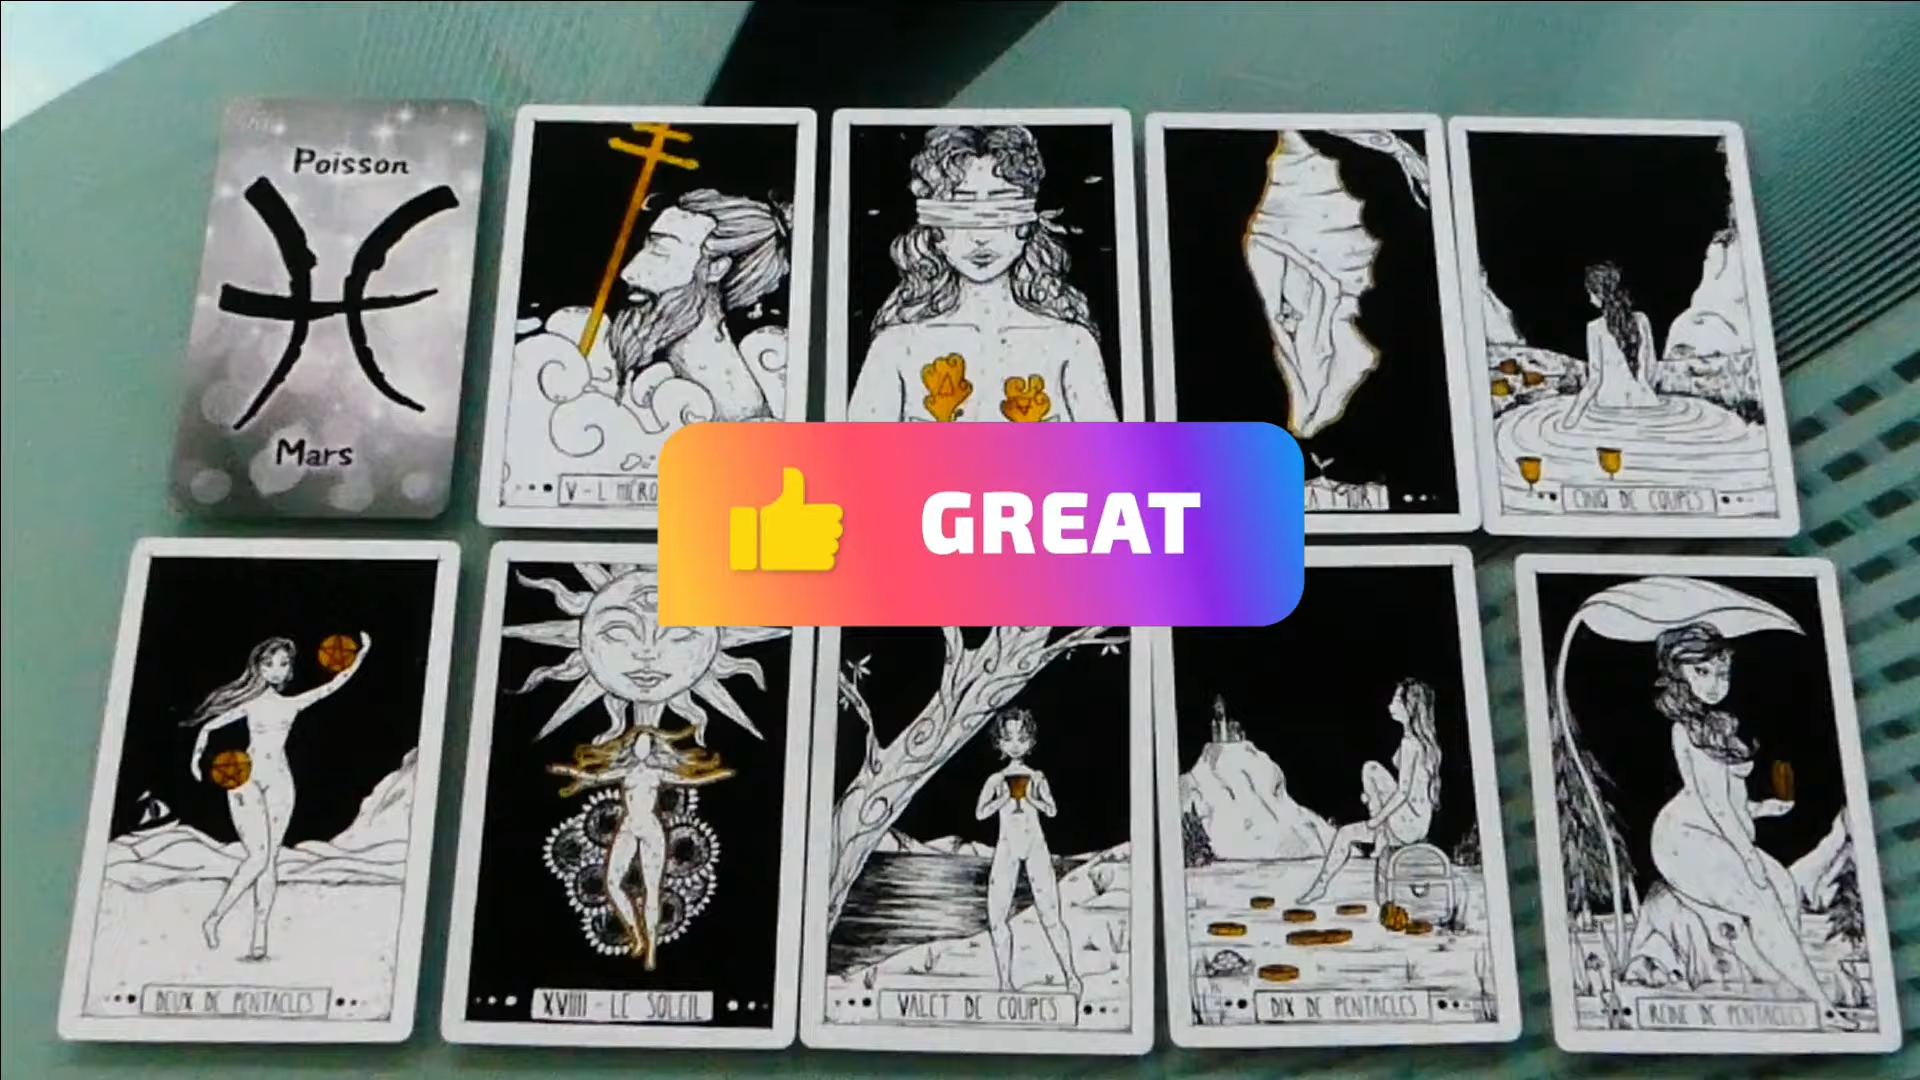 Poisson
Mars
CINQ DE COUPES
GREAT
DEUX DE PENTACLES
XVIIII - LE SOLEIL
VALET DE COUPES
DIX DE PENTACLES
REINE DE PENTACLES